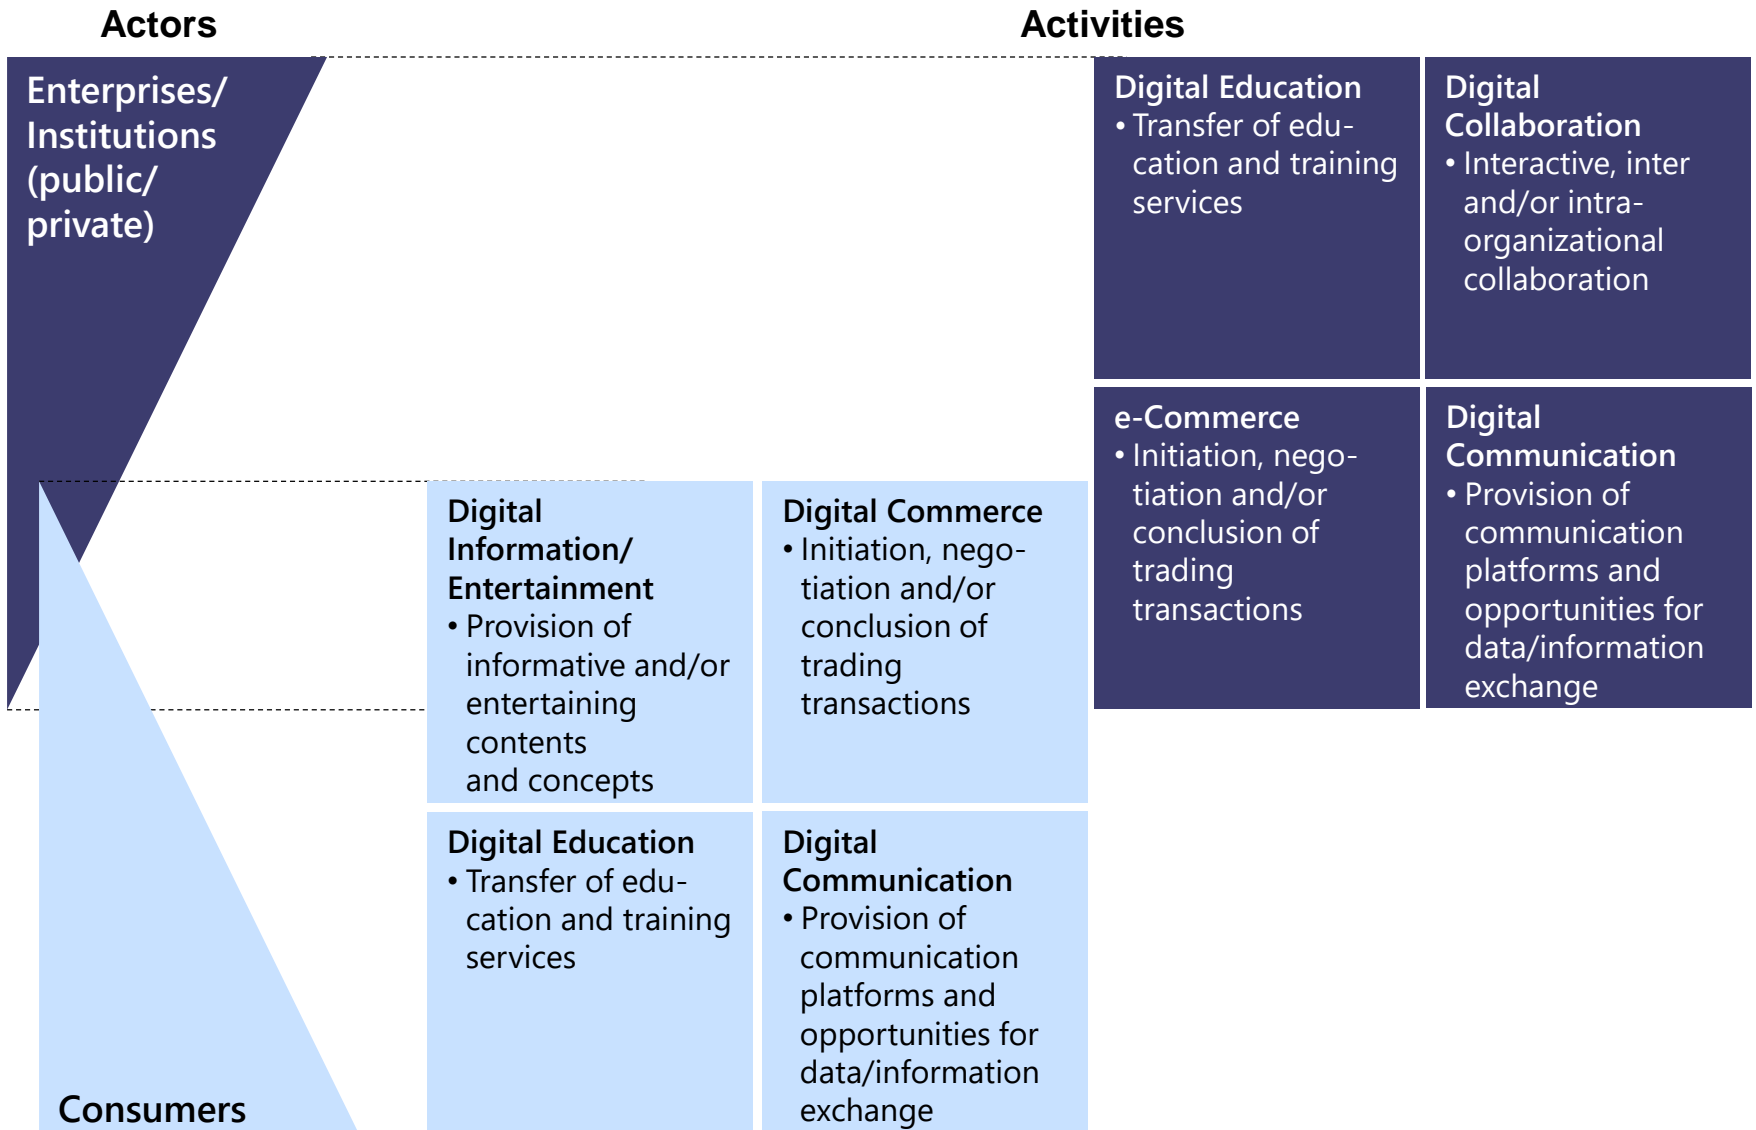 Actors
Activities
Enterprises/
Institutions
(public/
private)
Digital Education
• Transfer of edu-
cation and training
services
Digital
Collaboration
• Interactive, inter
and/or intra-
organizational
collaboration
e-Commerce
• Initiation, nego-
tiation and/or
conclusion of
trading
transactions
Digital
Communication
• Provision of
communication
platforms and
opportunities for
data/information
exchange
Digital
Information/
Entertainment
• Provision of
informative and/or
entertaining
contents
and concepts
Digital Commerce
• Initiation, nego-
tiation and/or
conclusion of
trading
transactions
Digital Education
• Transfer of edu-
cation and training
services
Digital
Communication
• Provision of
communication
platforms and
opportunities for
data/information
exchange
Consumers